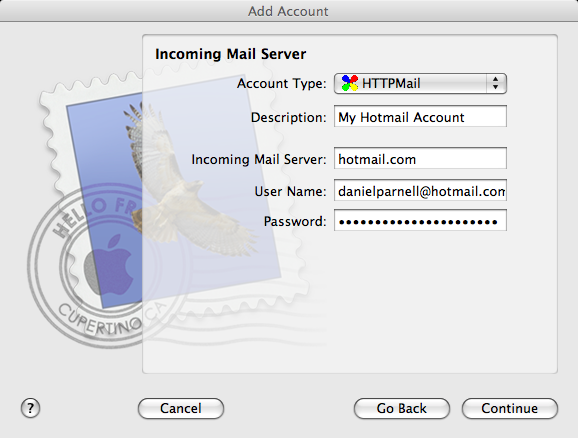 Add Account
Incoming Mail Server
Account Type: HTTPMail
Description: My Hotmail Account
Incoming Mail Server: hotmail.com
User Name: danielparnell@hotmail.com
Password: ••••••••••••••••••••••
HELLO FR
CUPERTINO CA
? Cancel Go Back Continue